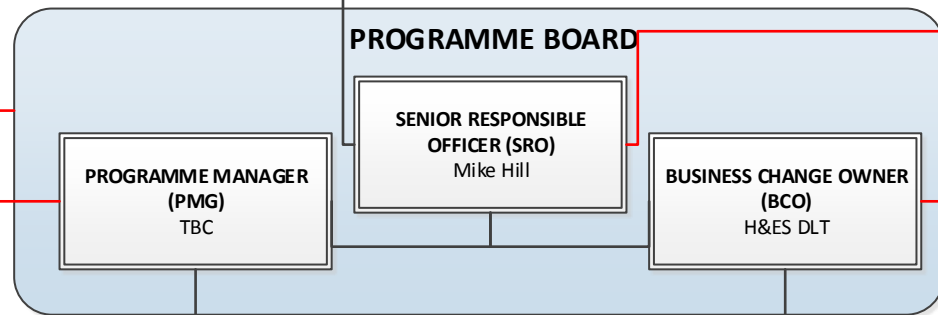 PROGRAMME BOARD
SENIOR RESPONSIBLE
OFFICER (SRO)
Mike Hill
PROGRAMME MANAGER
(PMG)
TBC
BUSINESS CHANGE OWNER
(BCO)
H&ES DLT